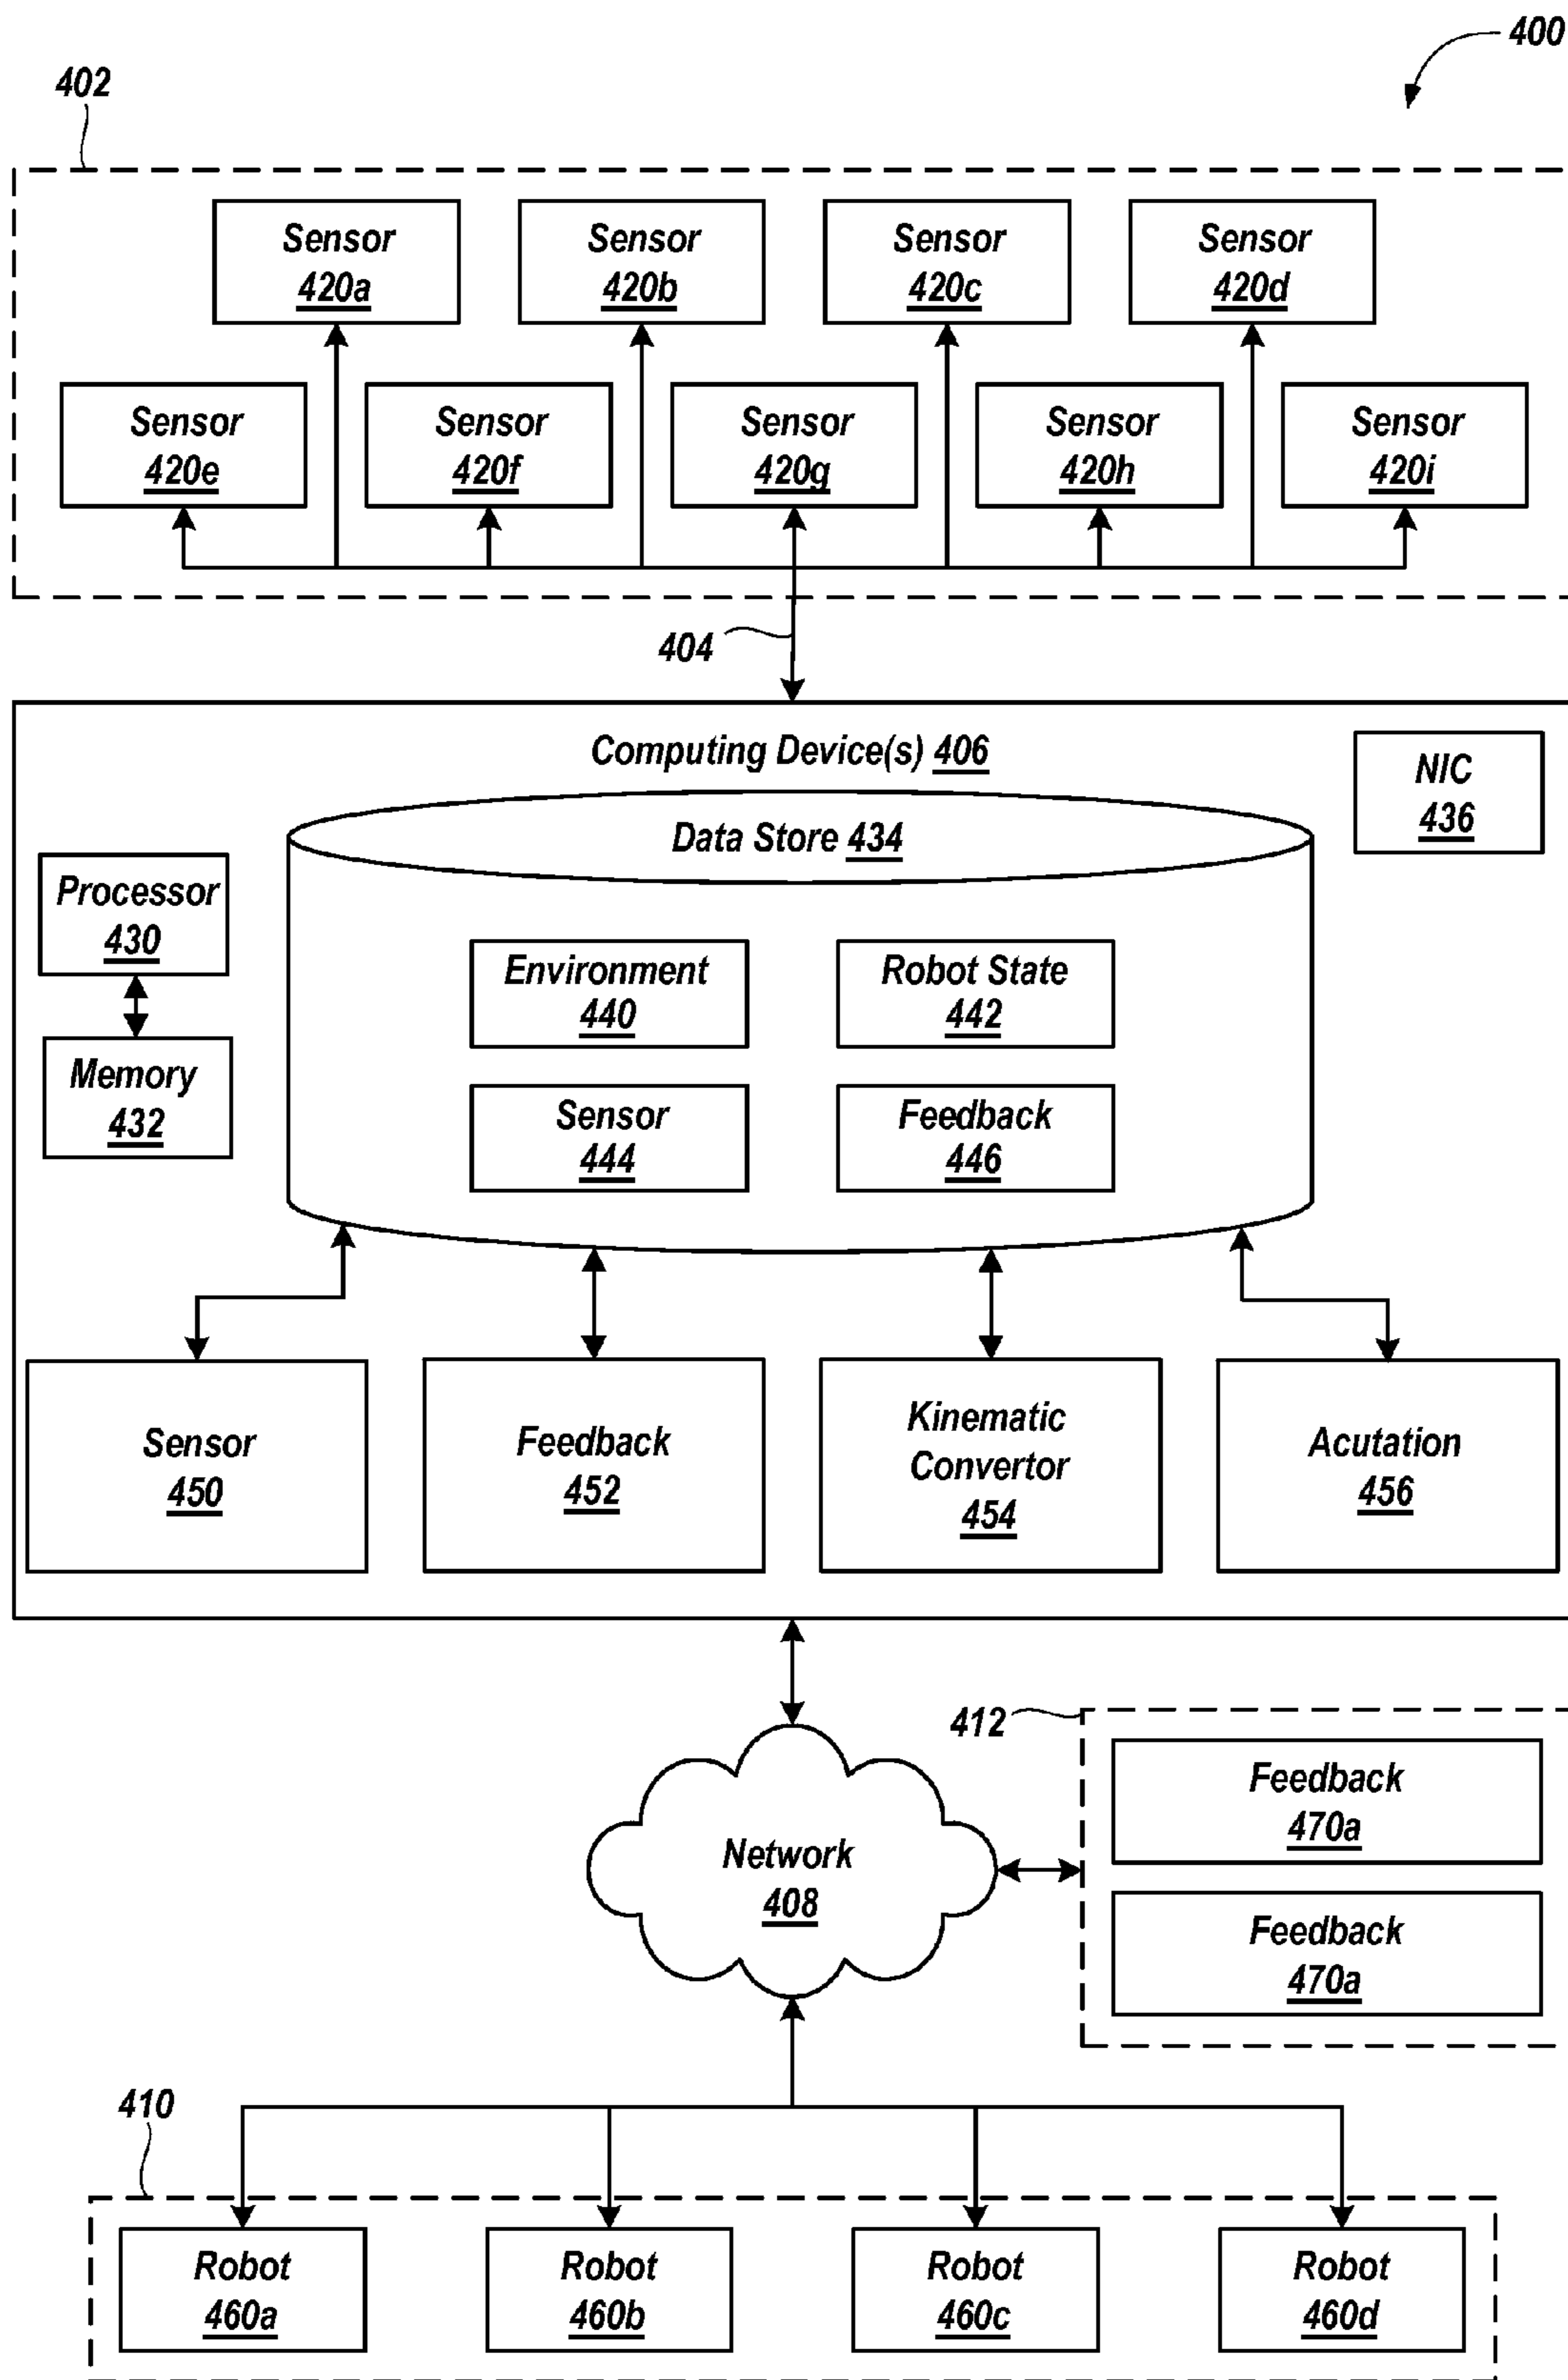 400
402
Sensor
420a
Sensor
420b
Sensor
420c
Sensor
420d
Sensor
420e
Sensor
420f
Sensor
420g
Sensor
420h
Sensor
420i
404
Computing Device(s) 406
NIC
436
Data Store 434
Processor
430
Memory
432
Environment
440
Robot State
442
Sensor
444
Feedback
446
Sensor
450
Feedback
452
Kinematic
Convertor
454
Acutation
456
412
Feedback
470a
Feedback
470a
Network
408
410
Robot
460a
Robot
460b
Robot
460c
Robot
460d